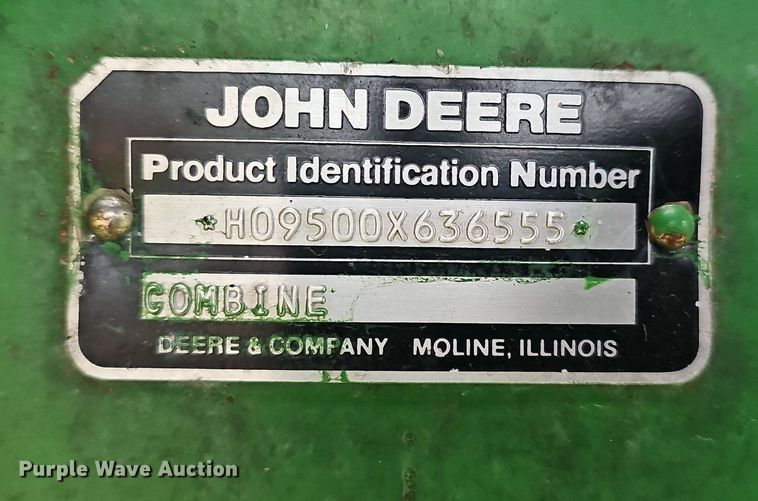 JOHN DEERE
Product Identification Number
*H09500X636555*
COMBINE
DEERE & COMPANY MOLINE, ILLINOIS
Purple Wave Auction